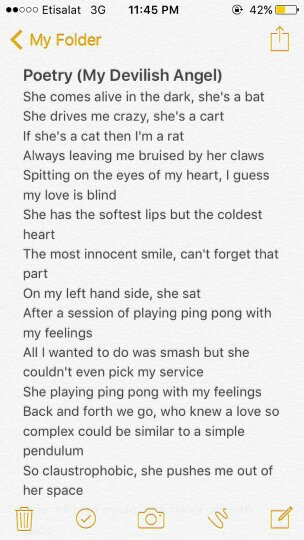 Etisalat 3G 11:45 PM 42%
My Folder
Poetry (My Devilish Angel)
She comes alive in the dark, she's a bat
She drives me crazy, she's a cart
If she's a cat then I'm a rat
Always leaving me bruised by her claws
Spitting on the eyes of my heart, I guess
my love is blind
She has the softest lips but the coldest
heart
The most innocent smile, can't forget that
part
On my left hand side, she sat
After a session of playing ping pong with
my feelings
All I wanted to do was smash but she
couldn't even pick my service
She playing ping pong with my feelings
Back and forth we go, who knew a love so
complex could be similar to a simple
pendulum
So claustrophobic, she pushes me out of
her space